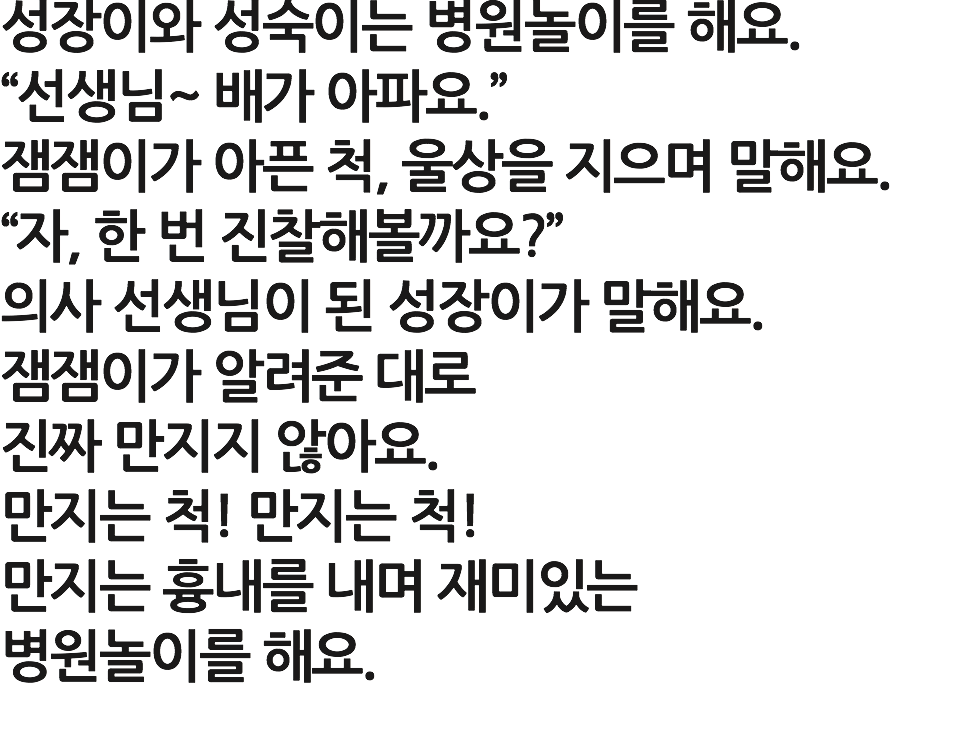 성장이와 성숙이는 병원놀이를 해요.
“선생님~ 배가 아파요.”
잼잼이가 아픈 척, 울상을 지으며 말해요.
“자, 한 번 진찰해볼까요?”
의사 선생님이 된 성장이가 말해요.
잼잼이가 알려준 대로
진짜 만지지 않아요.
만지는 척! 만지는 척!
만지는 흉내를 내며 재미있는
병원놀이를 해요.